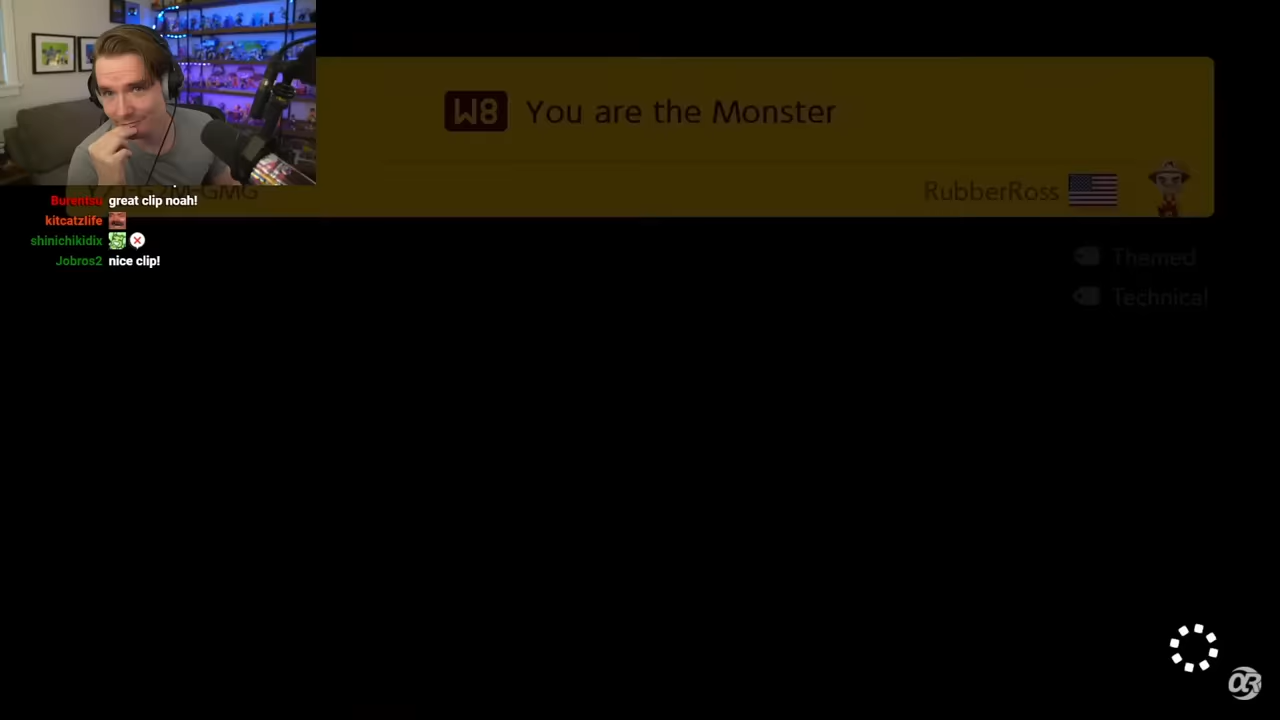 W8 You are the Monster
RubberRoss
Burentsu great clip noah!
kitcatzlife
shinichikidix
Jobros2 nice clip!
Themed
Technical